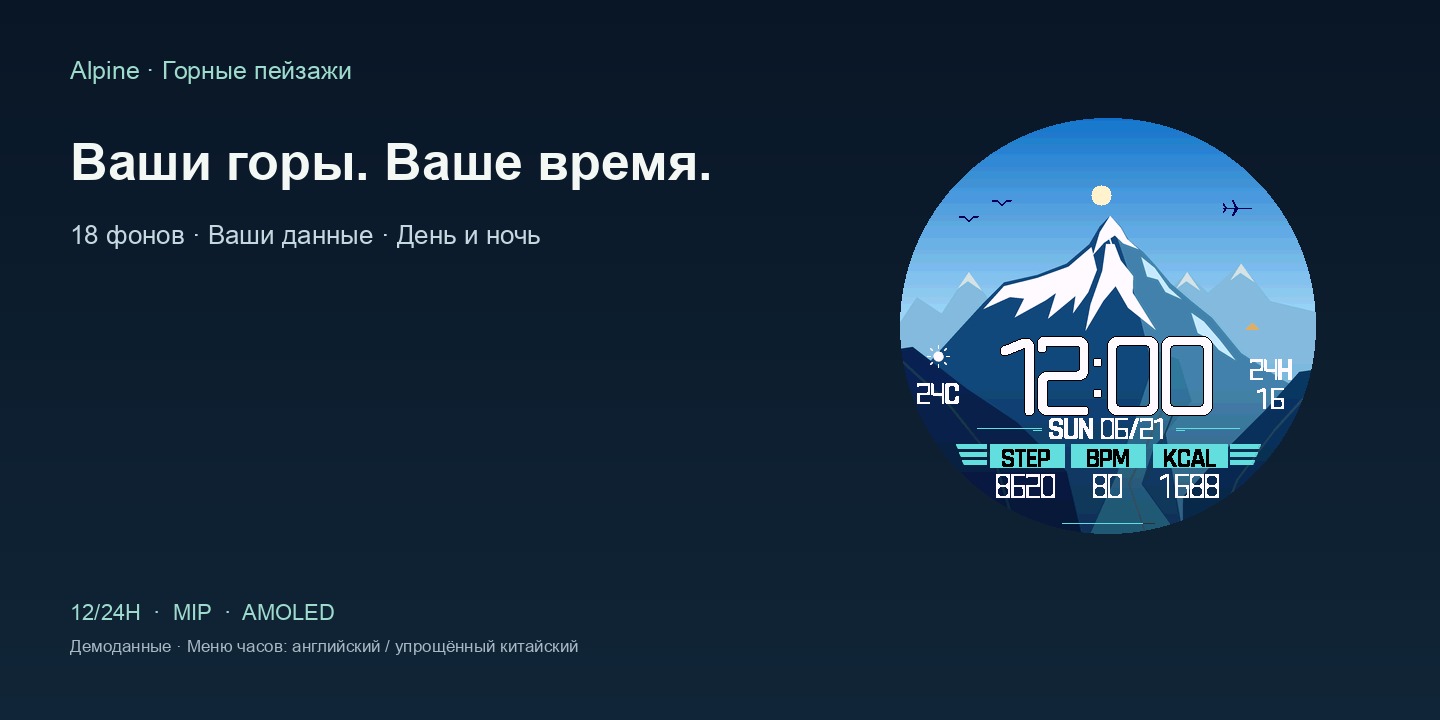 Alpine · Горные пейзажи
Ваши горы. Ваше время.
18 фонов · Ваши данные · День и ночь
12:00
24C
24H
16
SUN 06/21
STEP BPM KCAL
8620 80 1688
12/24H · MIP · AMOLED
Демоданные · Меню часов: английский / упрощённый китайский